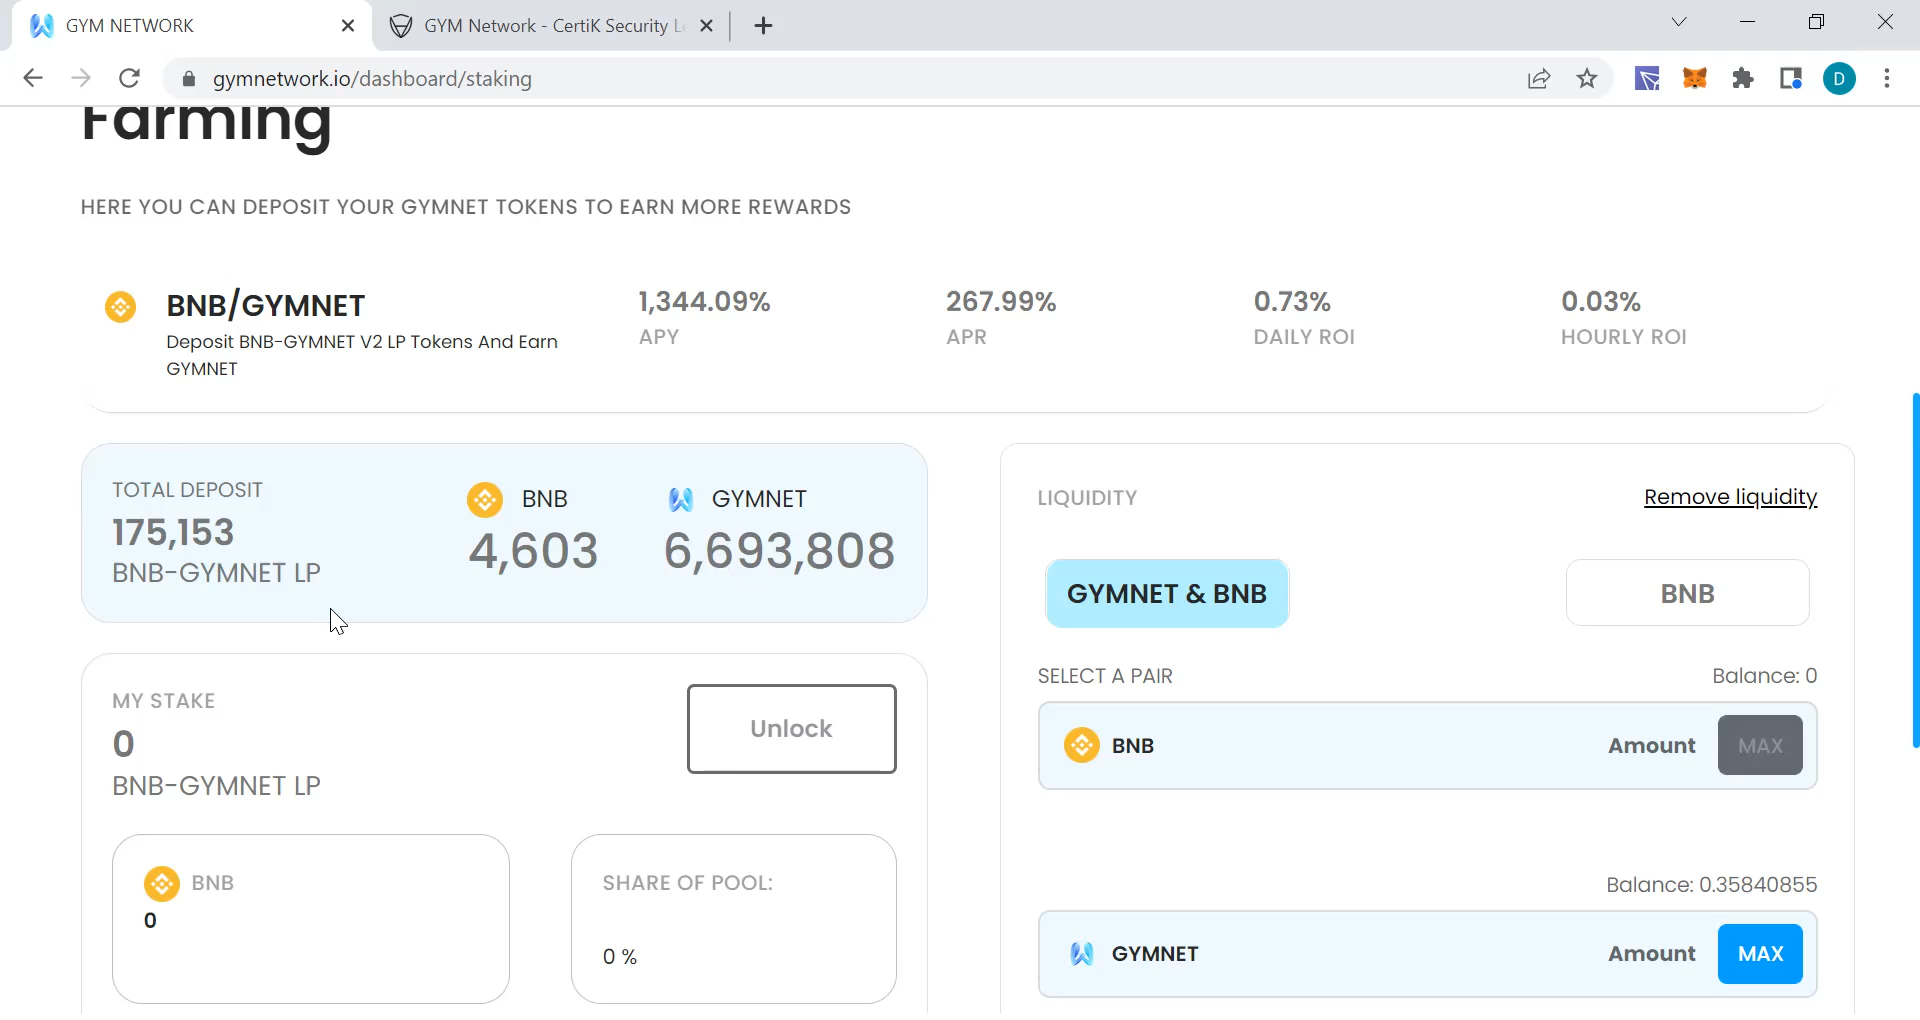 GYM NETWORK
GYM Network - CertiK Security Le
gymnetwork.io/dashboard/staking
D
Farming
HERE YOU CAN DEPOSIT YOUR GYMNET TOKENS TO EARN MORE REWARDS
BNB/GYMNET
Deposit BNB-GYMNET V2 LP Tokens And Earn
GYMNET
1,344.09%
APY
267.99%
APR
0.73%
DAILY ROI
0.03%
HOURLY ROI
TOTAL DEPOSIT
175,153
BNB-GYMNET LP
BNB
4,603
GYMNET
6,693,808
MY STAKE
0
BNB-GYMNET LP
Unlock
BNB
0
SHARE OF POOL:
0 %
LIQUIDITY
Remove liquidity
GYMNET & BNB
BNB
SELECT A PAIR
Balance: 0
BNB
Amount
MAX
Balance: 0.35840855
GYMNET
Amount
MAX